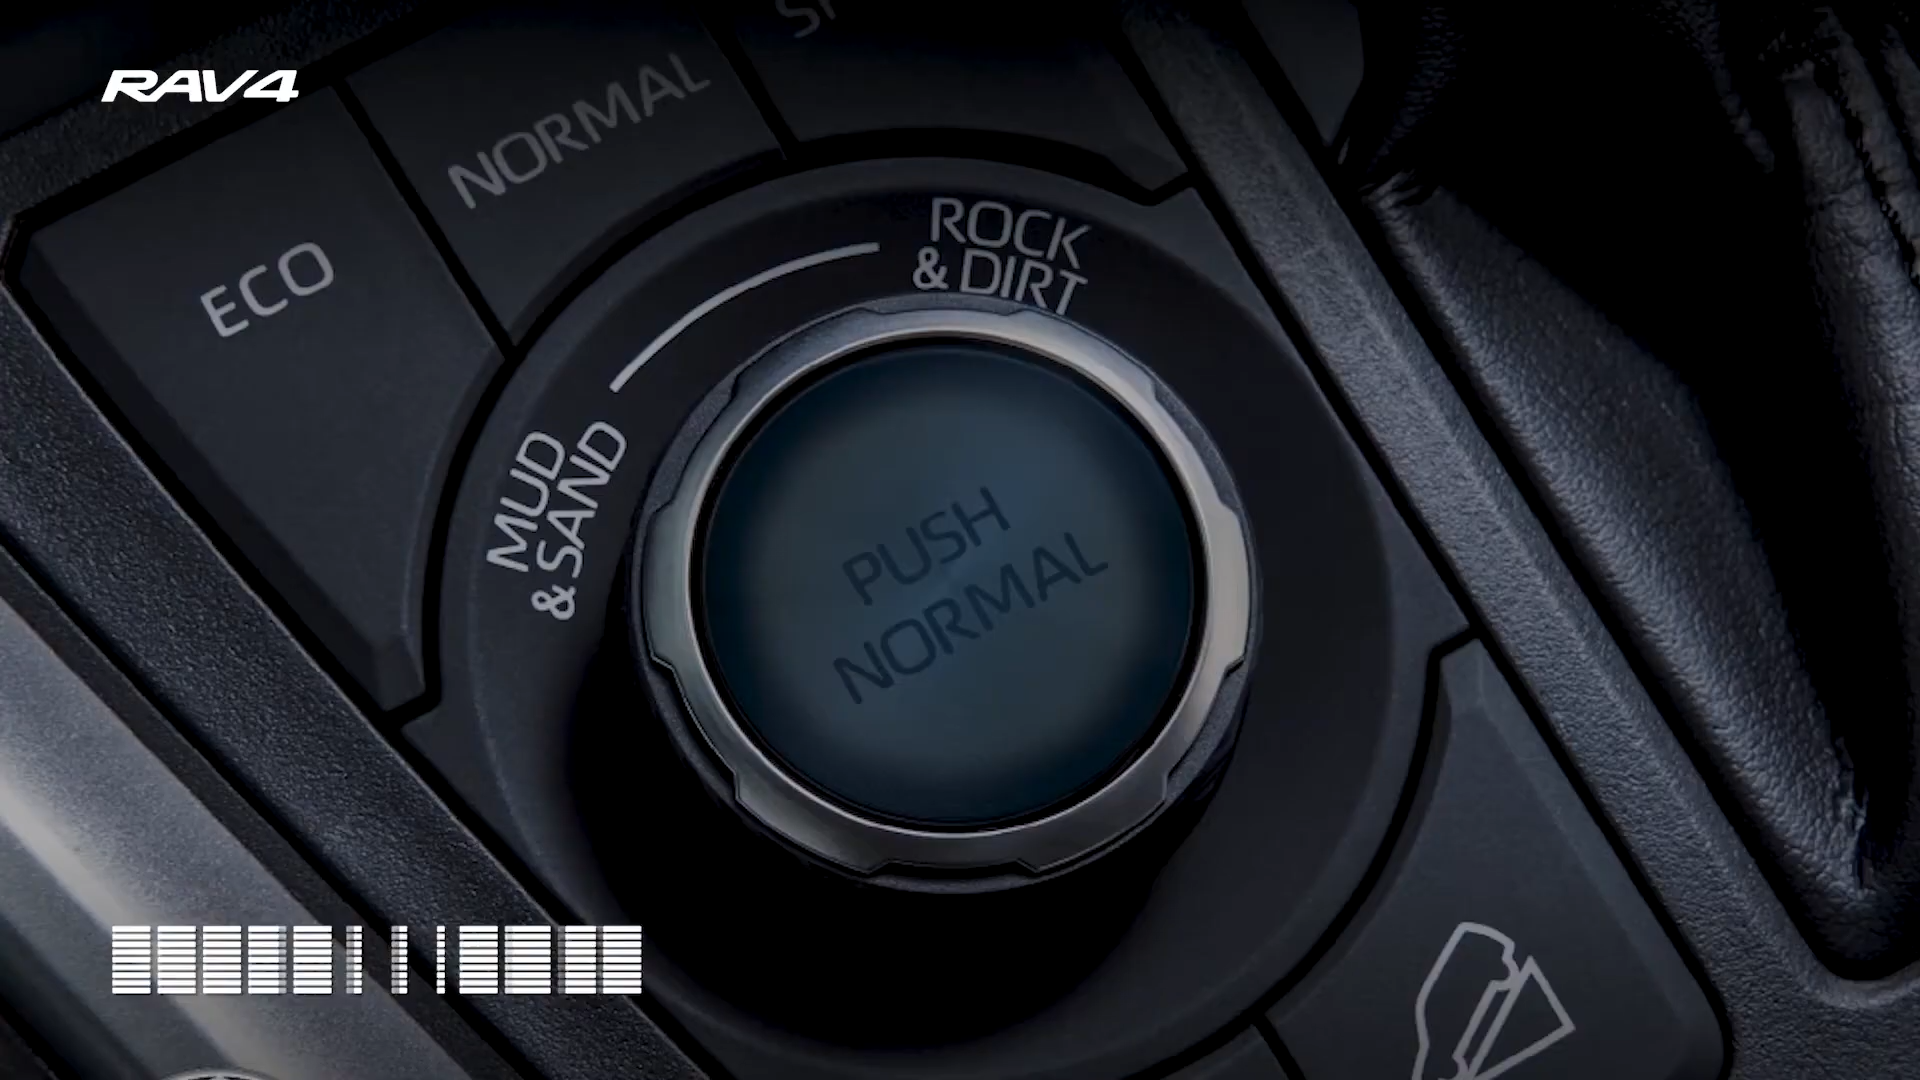 RAV4
NORMAL
ECO
ROCK
& DIRT
MUD
& SAND
PUSH
NORMAL